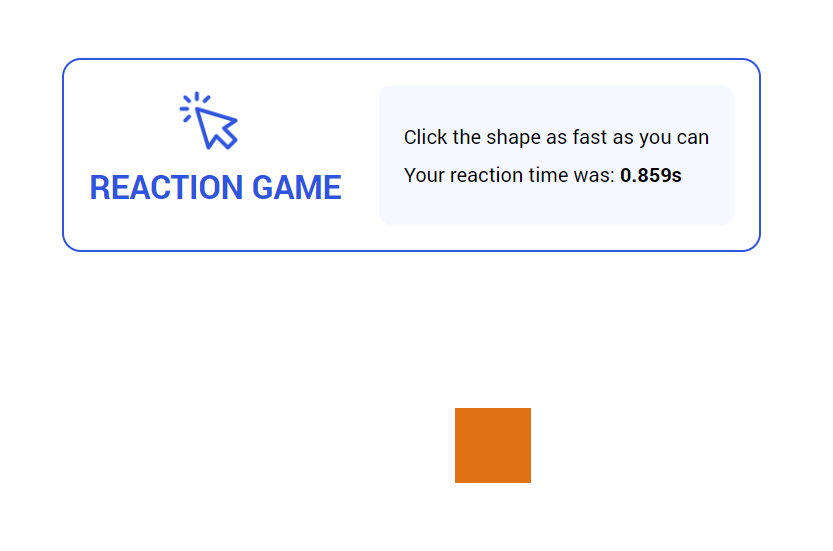 REACTION GAME
Click the shape as fast as you can
Your reaction time was: 0.859s